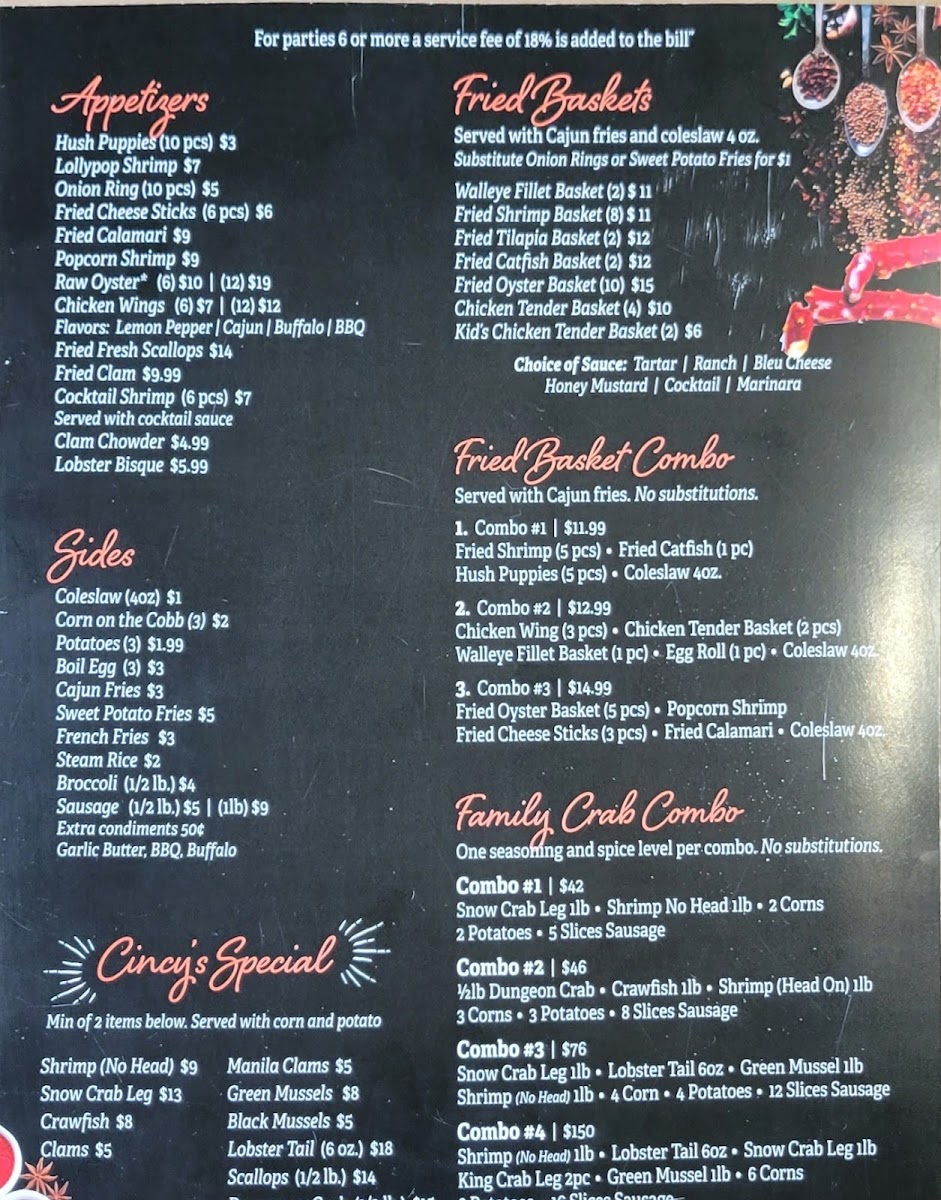 For parties 6 or more a service fee of 18% is added to the bill"
Appetizers
Hush Puppies (10 pcs) $3
Lollypop Shrimp $7
Onion Ring (10 pcs) $5
Fried Cheese Sticks (6 pcs) $6
Fried Calamari $9
Popcorn Shrimp $9
Raw Oyster* (6) $10 | (12) $19
Chicken Wings (6) $7 | (12) $12
Flavors: Lemon Pepper | Cajun | Buffalo | BBQ
Fried Fresh Scallops $14
Fried Clam $9.99
Cocktail Shrimp (6 pcs) $7
Served with cocktail sauce
Clam Chowder $4.99
Lobster Bisque $5.99
Sides
Coleslaw (4oz) $1
Corn on the Cobb (3) $2
Potatoes (3) $1.99
Boil Egg (3) $3
Cajun Fries $3
Sweet Potato Fries $5
French Fries $3
Steam Rice $2
Broccoli (1/2 lb.) $4
Sausage (1/2 lb.) $5 | (1lb) $9
Extra condiments 50¢
Garlic Butter, BBQ, Buffalo
Cincy's Special
Min of 2 items below. Served with corn and potato
Shrimp (No Head) $9
Snow Crab Leg $13
Crawfish $8
Clams $5
Manila Clams $5
Green Mussels $8
Black Mussels $5
Lobster Tail (6 oz.) $18
Scallops (1/2 lb.) $14
Fried Baskets
Served with Cajun fries and coleslaw 4 oz.
Substitute Onion Rings or Sweet Potato Fries for $1
Walleye Fillet Basket (2) $ 11
Fried Shrimp Basket (8) $ 11
Fried Tilapia Basket (2) $12
Fried Catfish Basket (2) $12
Fried Oyster Basket (10) $15
Chicken Tender Basket (4) $10
Kid's Chicken Tender Basket (2) $6
Choice of Sauce: Tartar | Ranch | Bleu Cheese
Honey Mustard | Cocktail | Marinara
Fried Basket Combo
Served with Cajun fries. No substitutions.
1. Combo #1 | $11.99
Fried Shrimp (5 pcs) • Fried Catfish (1 pc)
Hush Puppies (5 pcs) • Coleslaw 4oz.
2. Combo #2 | $12.99
Chicken Wing (3 pcs) • Chicken Tender Basket (2 pcs)
Walleye Fillet Basket (1 pc) • Egg Roll (1 pc) • Coleslaw 4oz.
3. Combo #3 | $14.99
Fried Oyster Basket (5 pcs) • Popcorn Shrimp
Fried Cheese Sticks (3 pcs) • Fried Calamari • Coleslaw 4oz.
Family Crab Combo
One seasoning and spice level per combo. No substitutions.
Combo #1 | $42
Snow Crab Leg 1lb • Shrimp No Head 1lb • 2 Corns
2 Potatoes • 5 Slices Sausage
Combo #2 | $46
½lb Dungeon Crab • Crawfish 1lb • Shrimp (Head On) 1lb
3 Corns • 3 Potatoes • 8 Slices Sausage
Combo #3 | $76
Snow Crab Leg 1lb • Lobster Tail 6oz • Green Mussel 1lb
Shrimp (No Head) 1lb • 4 Corn • 4 Potatoes • 12 Slices Sausage
Combo #4 | $150
Shrimp (No Head) 1lb • Lobster Tail 6oz • Snow Crab Leg 1lb
King Crab Leg 2pc • Green Mussel 1lb • 6 Corns
Slices Sausage